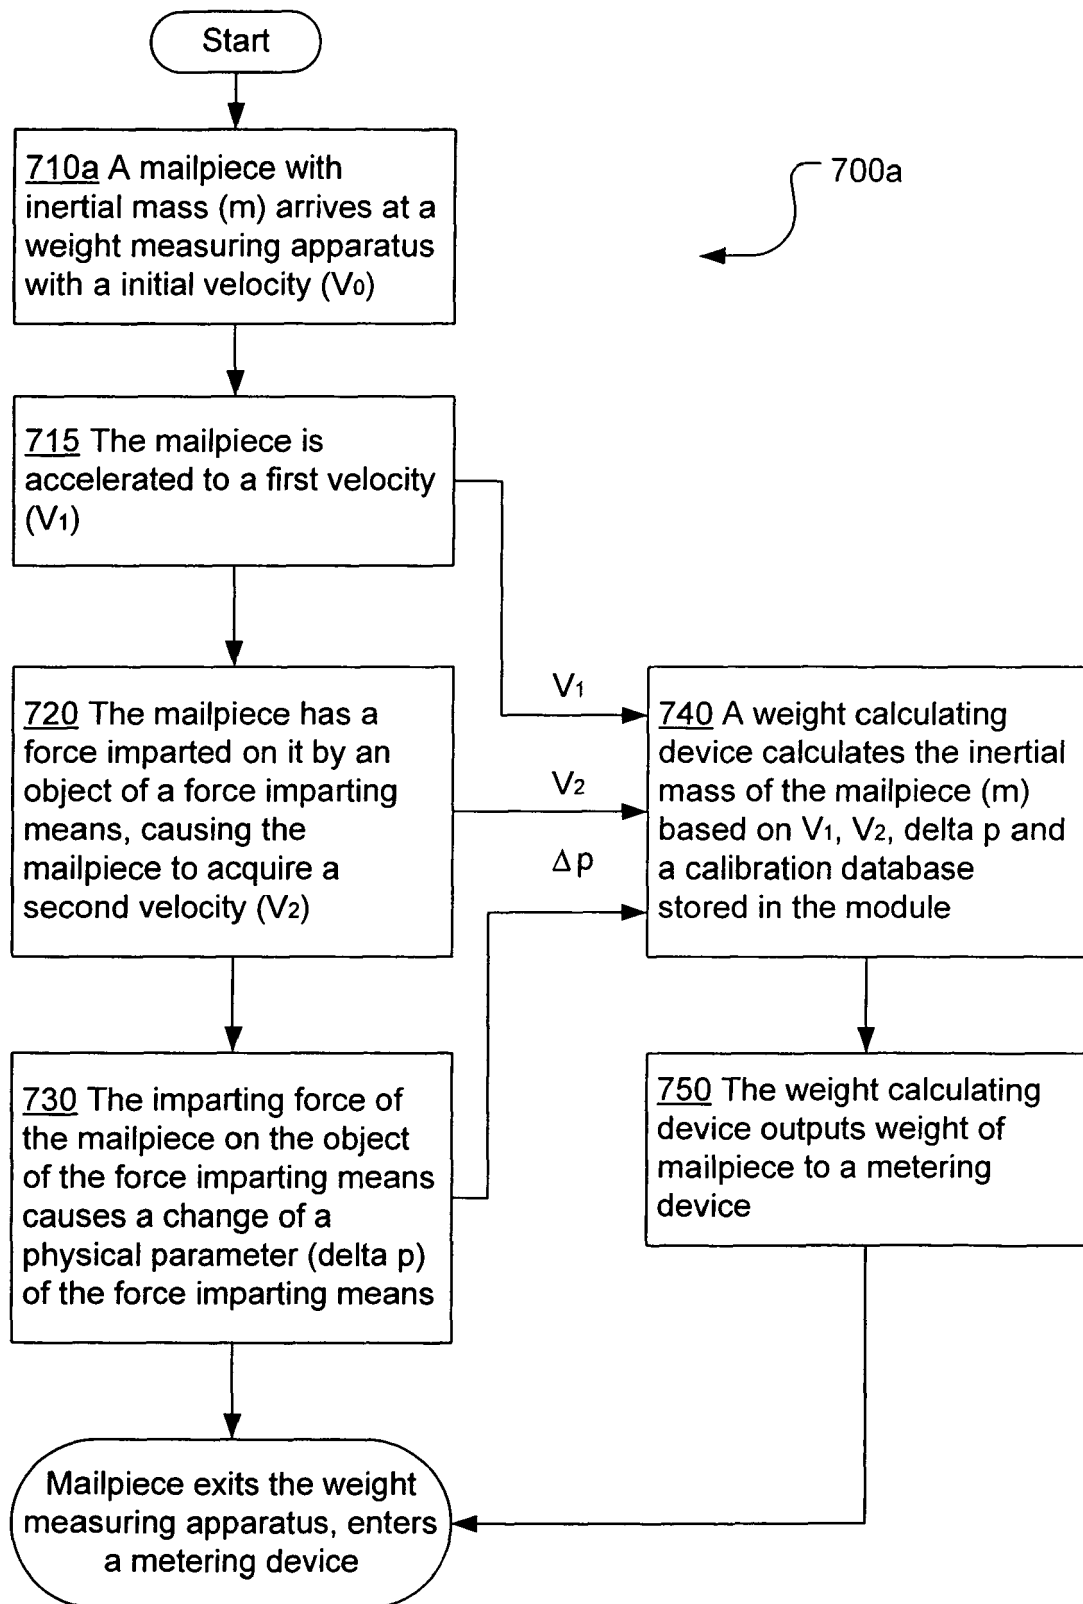 Start
710a A mailpiece with
inertial mass (m) arrives at a
weight measuring apparatus
with a initial velocity (V0)
700a
715 The mailpiece is
accelerated to a first velocity
(V1)
720 The mailpiece has a
force imparted on it by an
object of a force imparting
means, causing the
mailpiece to acquire a
second velocity (V2)
V1
V2
Δp
740 A weight calculating
device calculates the inertial
mass of the mailpiece (m)
based on V1, V2, delta p and
a calibration database
stored in the module
730 The imparting force of
the mailpiece on the object
of the force imparting means
causes a change of a
physical parameter (delta p)
of the force imparting means
750 The weight calculating
device outputs weight of
mailpiece to a metering
device
Mailpiece exits the weight
measuring apparatus, enters
a metering device